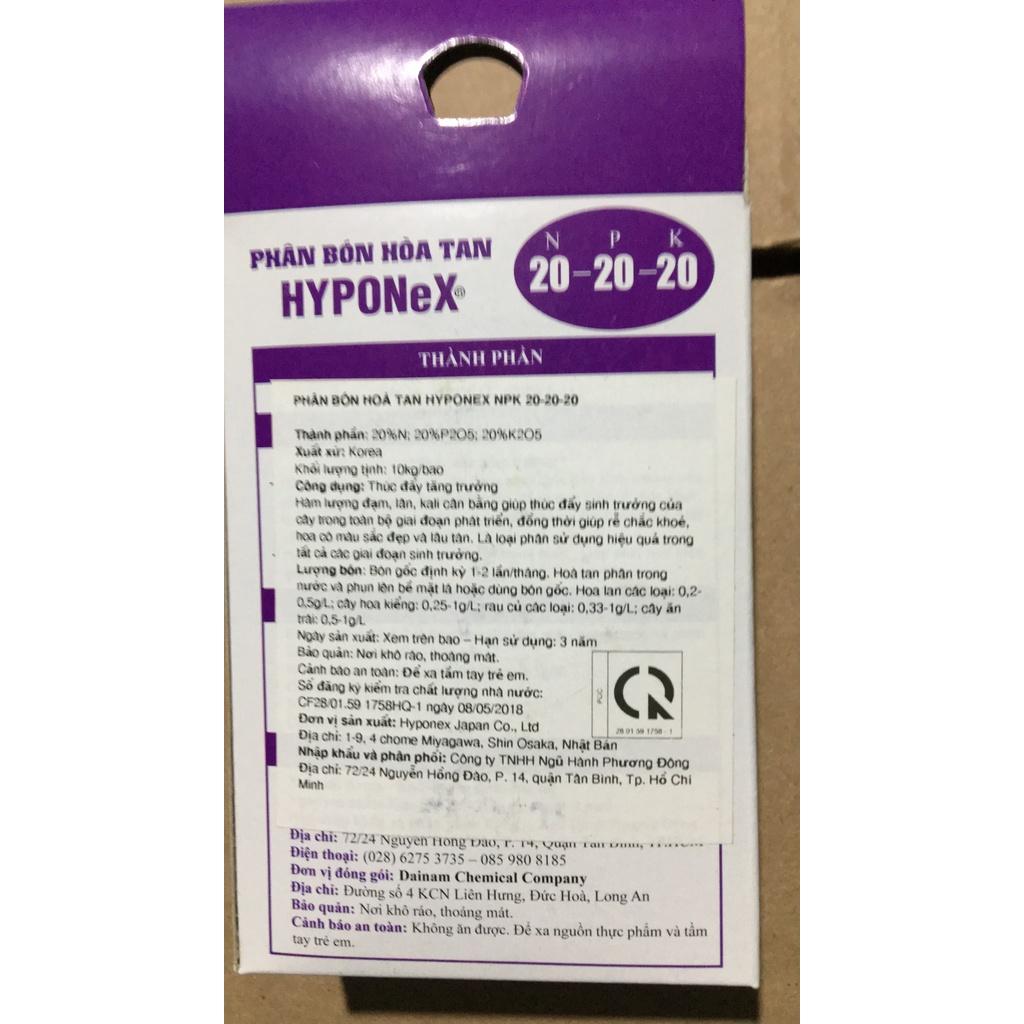 PHÂN BÓN HÒA TAN
HYPONeX®
N P K
20-20-20
THÀNH PHẦN
PHÂN BÓN HOÀ TAN HYPONEX NPK 20-20-20
Thành phần: 20%N; 20%P2O5; 20%K2O5
Xuất xứ: Korea
Khối lượng tịnh: 10kg/bao
Công dụng: Thúc đẩy tăng trưởng
Hàm lượng đạm, lân, kali cân bằng giúp thúc đẩy sinh trưởng của
cây trong toàn bộ giai đoạn phát triển, đồng thời giúp rễ chắc khoẻ,
hoa có màu sắc đẹp và lâu tàn. Là loại phân sử dụng hiệu quả trong
tất cả các giai đoạn sinh trưởng.
Lượng bón: Bón gốc định kỳ 1-2 lần/tháng. Hoà tan phân trong
nước và phun lên bề mặt lá hoặc dùng bón gốc. Hoa lan các loại: 0,2-
0,5g/L; cây hoa kiểng: 0,25-1g/L; rau củ các loại: 0,33-1g/L; cây ăn
trái: 0,5-1g/L
Ngày sản xuất: Xem trên bao – Hạn sử dụng: 3 năm
Bảo quản: Nơi khô ráo, thoáng mát.
Cảnh báo an toàn: Để xa tầm tay trẻ em.
Số đăng ký kiểm tra chất lượng nhà nước:
CF28/01.59 1758HQ-1 ngày 08/05/2018
Đơn vị sản xuất: Hyponex Japan Co., Ltd
Địa chỉ: 1-9, 4 chome Miyagawa, Shin Osaka, Nhật Bản
Nhập khẩu và phân phối: Công ty TNHH Ngũ Hành Phương Đông
Địa chỉ: 72/24 Nguyễn Hồng Đào, P. 14, quận Tân Bình, Tp. Hồ Chí
Minh
CR
28 01 59 1758 - 1
Địa chỉ: 72/24 Nguyễn Hồng Đào, P. 14, Quận Tân Bình, TP.HCM
Điện thoại: (028) 6275 3735 – 085 980 8185
Đơn vị đóng gói: Dainam Chemical Company
Địa chỉ: Đường số 4 KCN Liên Hưng, Đức Hoà, Long An
Bảo quản: Nơi khô ráo, thoáng mát.
Cảnh báo an toàn: Không ăn được. Để xa nguồn thực phẩm và tầm
tay trẻ em.